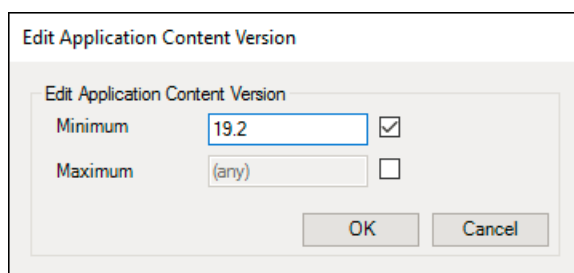 Edit Application Content Version
Edit Application Content Version
Minimum 19.2
Maximum (any)
OK Cancel